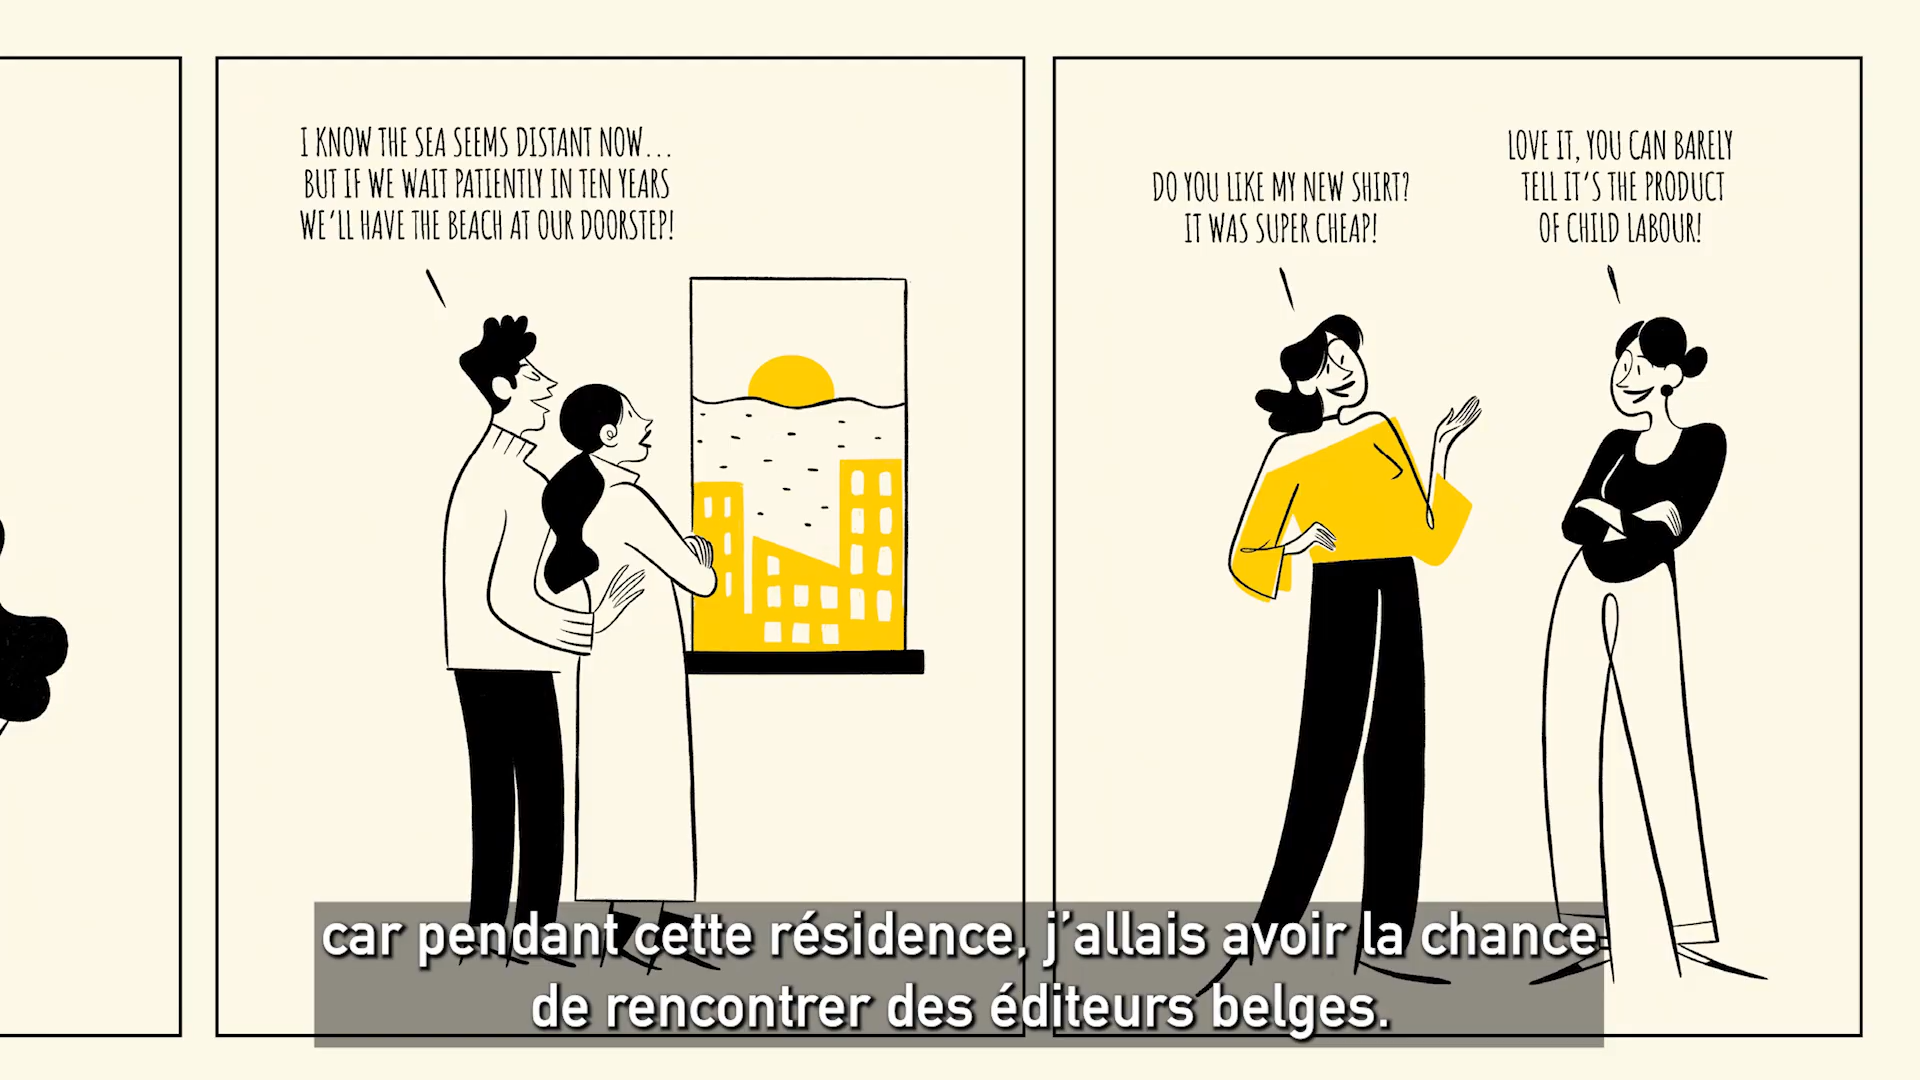 I KNOW THE SEA SEEMS DISTANT NOW...
BUT IF WE WAIT PATIENTLY IN TEN YEARS
WE'LL HAVE THE BEACH AT OUR DOORSTEP!
DO YOU LIKE MY NEW SHIRT?
IT WAS SUPER CHEAP!
LOVE IT, YOU CAN BARELY
TELL IT'S THE PRODUCT
OF CHILD LABOUR!
car pendant cette résidence, j'allais avoir la chance
de rencontrer des éditeurs belges.